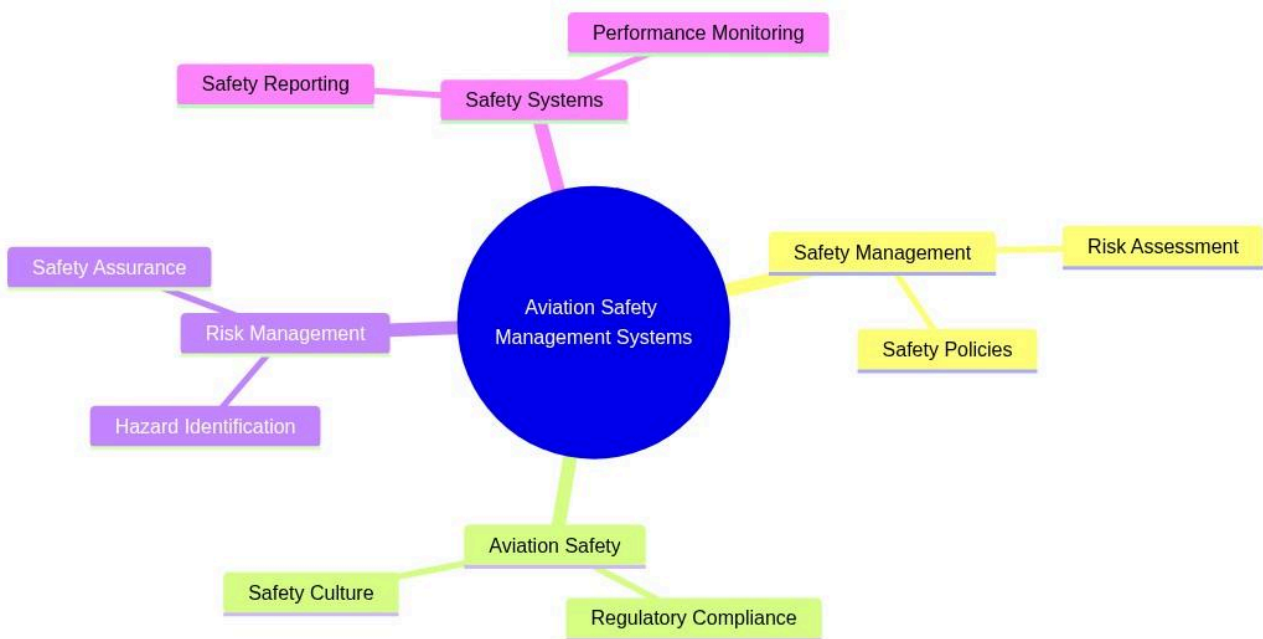 Performance Monitoring
Safety Reporting
Safety Systems
Safety Management
Risk Assessment
Safety Assurance
Aviation Safety
Management Systems
Risk Management
Safety Policies
Hazard Identification
Aviation Safety
Safety Culture
Regulatory Compliance